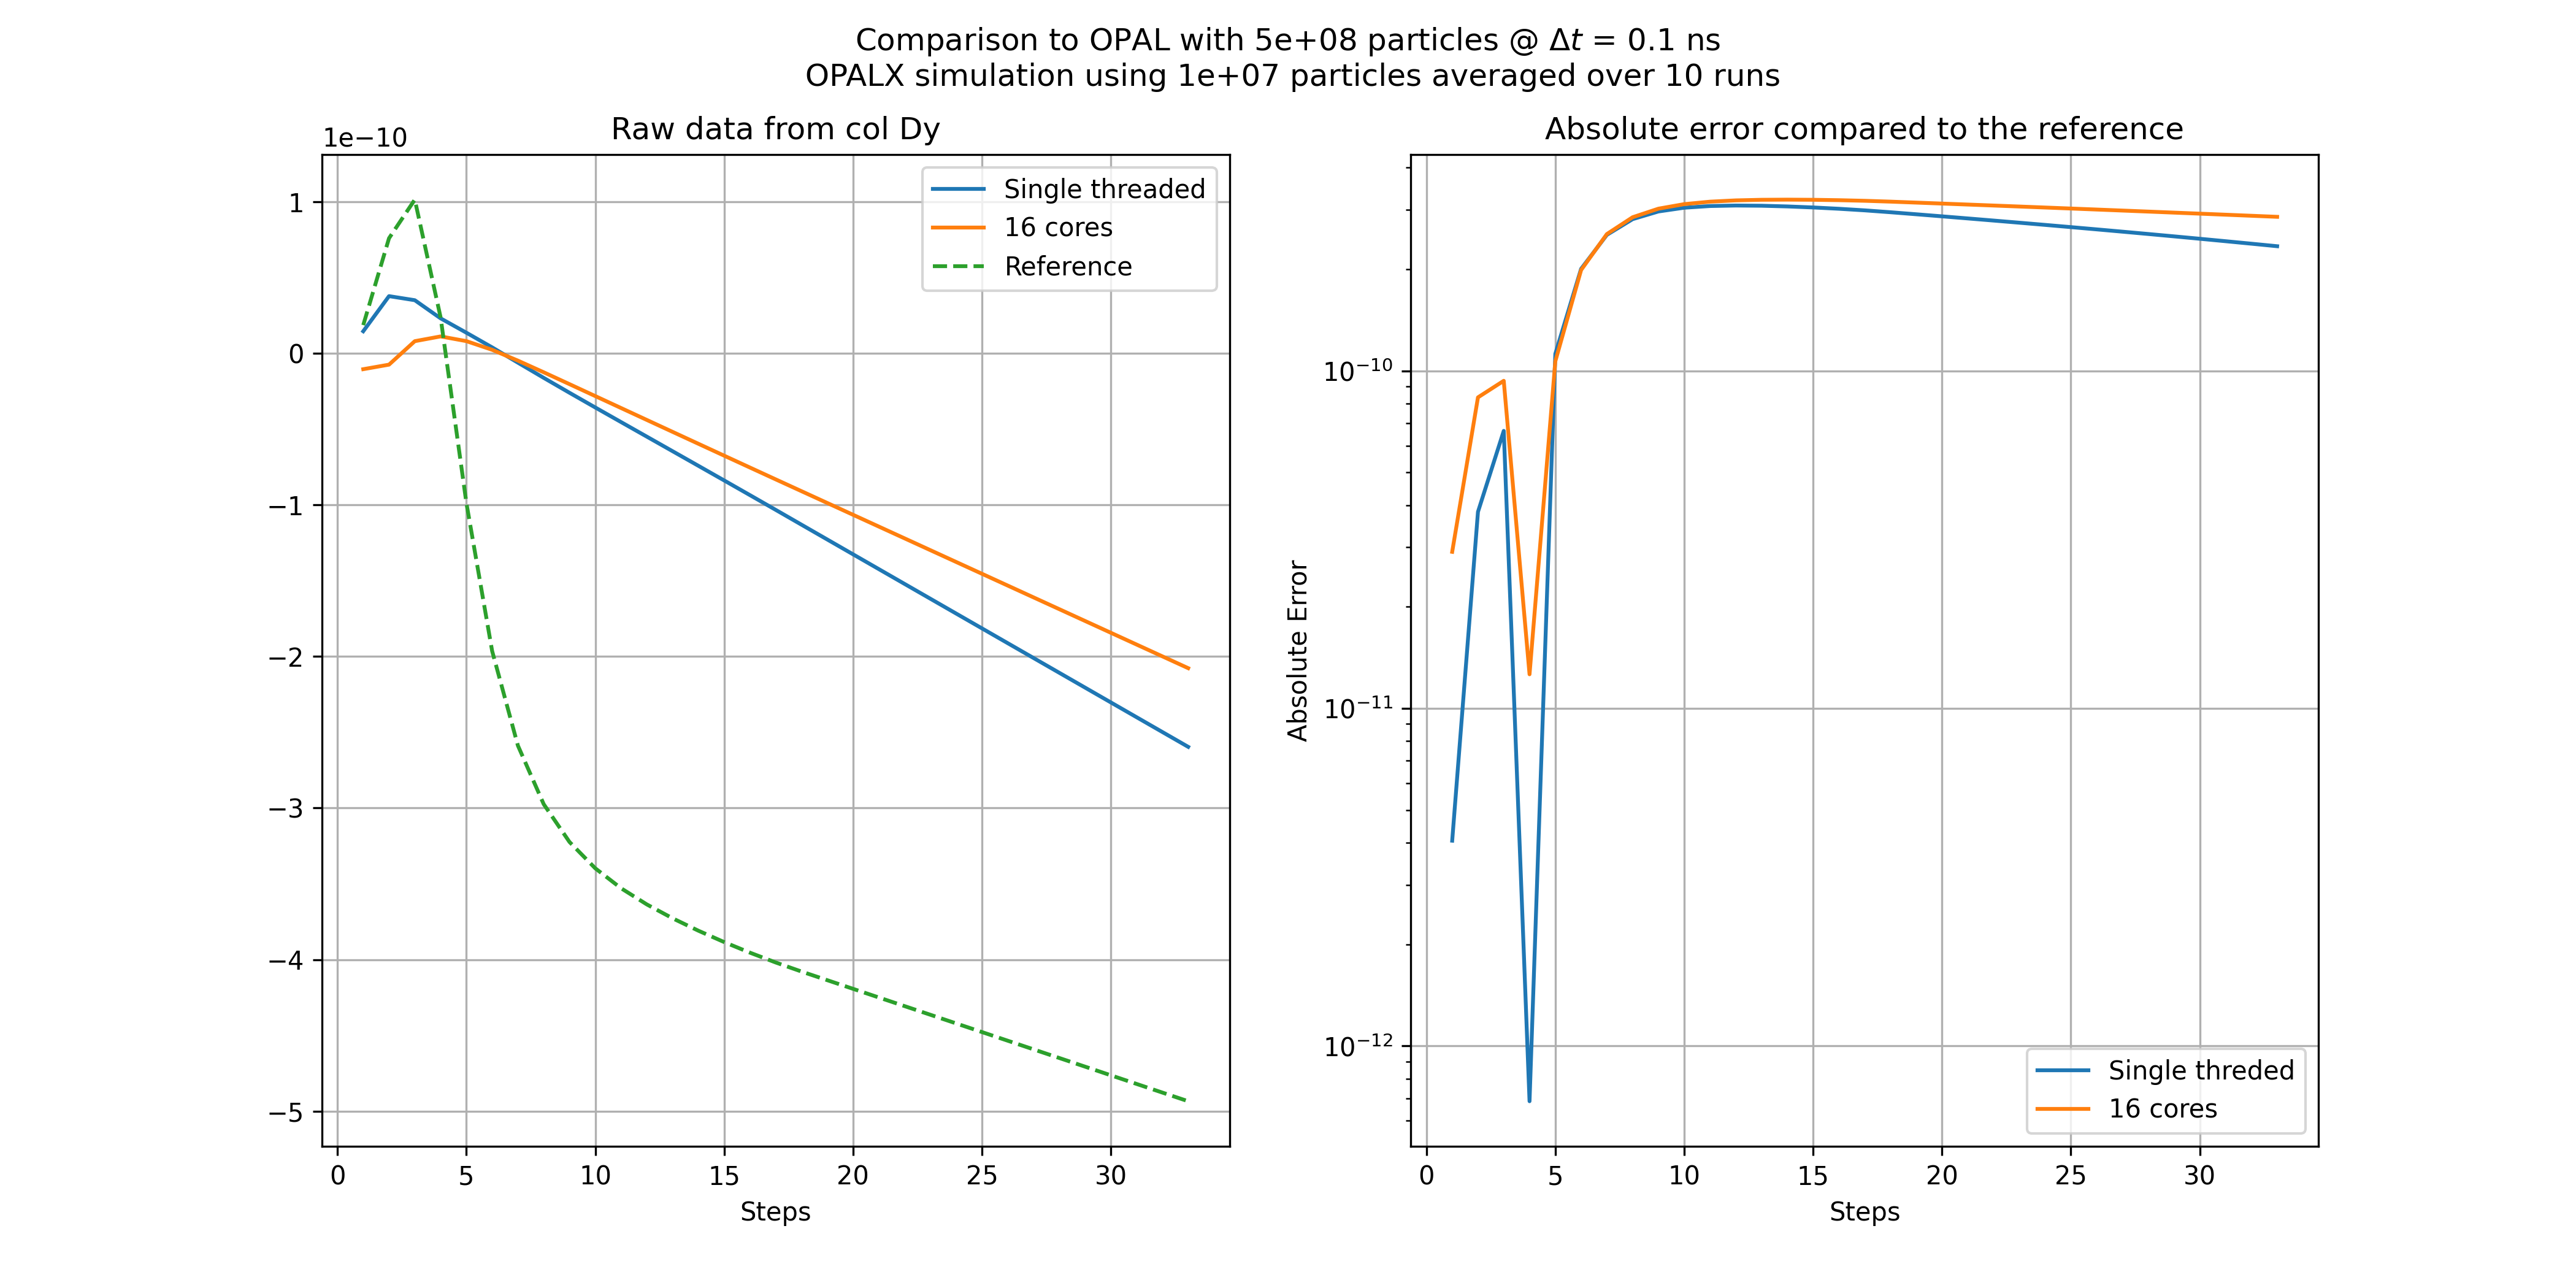 Comparison to OPAL with 5e+08 particles @ Δt = 0.1 ns
OPALX simulation using 1e+07 particles averaged over 10 runs
Raw data from col Dy
1e−10
1
0
−1
−2
−3
−4
−5
0 5 10 15 20 25 30
Steps
Single threaded
16 cores
Reference
Absolute error compared to the reference
Absolute Error
10⁻¹⁰
10⁻¹¹
10⁻¹²
0 5 10 15 20 25 30
Steps
Single threded
16 cores